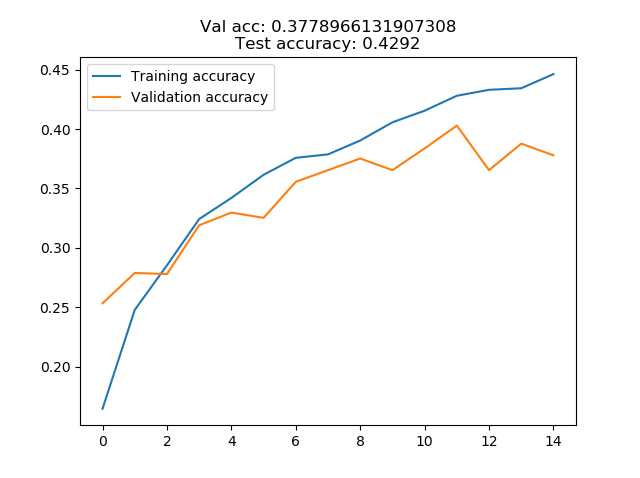 Val acc: 0.3778966131907308
Test accuracy: 0.4292
Training accuracy
Validation accuracy
0.45
0.40
0.35
0.30
0.25
0.20
0 2 4 6 8 10 12 14